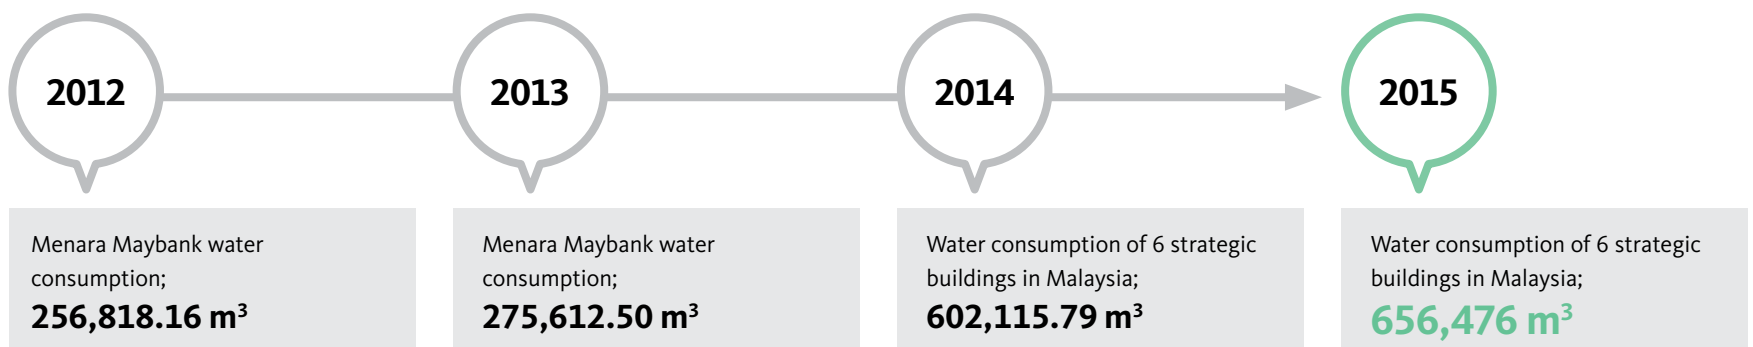 2012
2013
2014
2015
Menara Maybank water
consumption;
256,818.16 m³
Menara Maybank water
consumption;
275,612.50 m³
Water consumption of 6 strategic
buildings in Malaysia;
602,115.79 m³
Water consumption of 6 strategic
buildings in Malaysia;
656,476 m³